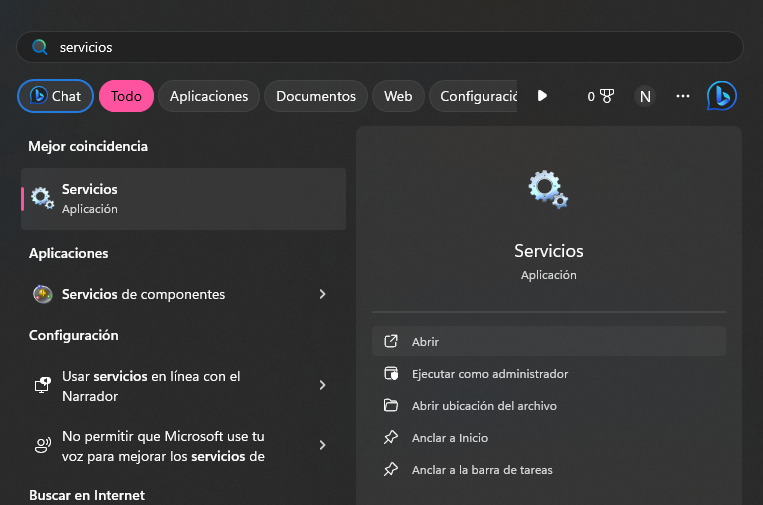 servicios
Chat
Todo
Aplicaciones
Documentos
Web
Configuració
0
N
Mejor coincidencia
Servicios
Aplicación
Aplicaciones
Servicios de componentes
Configuración
Usar servicios en línea con el
Narrador
No permitir que Microsoft use tu
voz para mejorar los servicios de
Buscar en Internet
Servicios
Aplicación
Abrir
Ejecutar como administrador
Abrir ubicación del archivo
Anclar a Inicio
Anclar a la barra de tareas